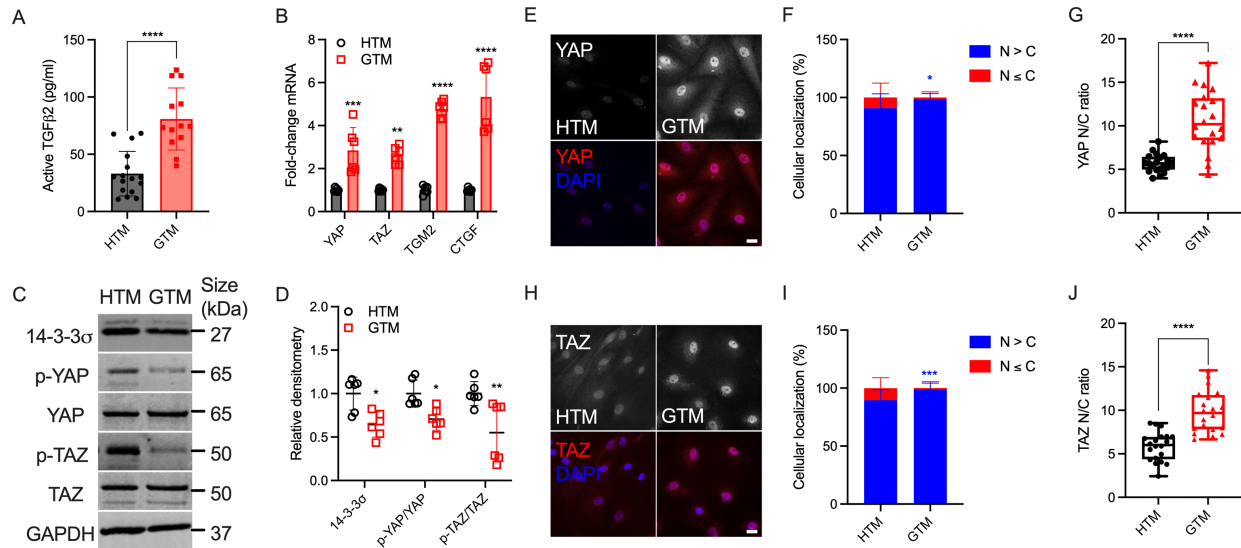 A
Active TGFβ2 (pg/ml)
150
100
50
0
****
HTM
GTM
B
Fold-change mRNA
8
6
4
2
0
HTM
GTM
***
**
****
****
YAP
TAZ
TGM2
CTGF
C
HTM GTM Size
(kDa)
14-3-3σ 27
p-YAP 65
YAP 65
p-TAZ 50
TAZ 50
GAPDH 37
D
Relative densitometry
2.0
1.5
1.0
0.5
0.0
HTM
GTM
*
*
**
14-3-3σ
p-YAP/YAP
p-TAZ/TAZ
E
YAP
HTM GTM
YAP
DAPI
F
Cellular localization (%)
150
100
50
0
*
N > C
N ≤ C
HTM
GTM
G
YAP N/C ratio
20
15
10
5
0
****
HTM
GTM
H
TAZ
HTM GTM
TAZ
DAPI
I
Cellular localization (%)
150
100
50
0
***
N > C
N ≤ C
HTM
GTM
J
TAZ N/C ratio
20
15
10
5
0
****
HTM
GTM